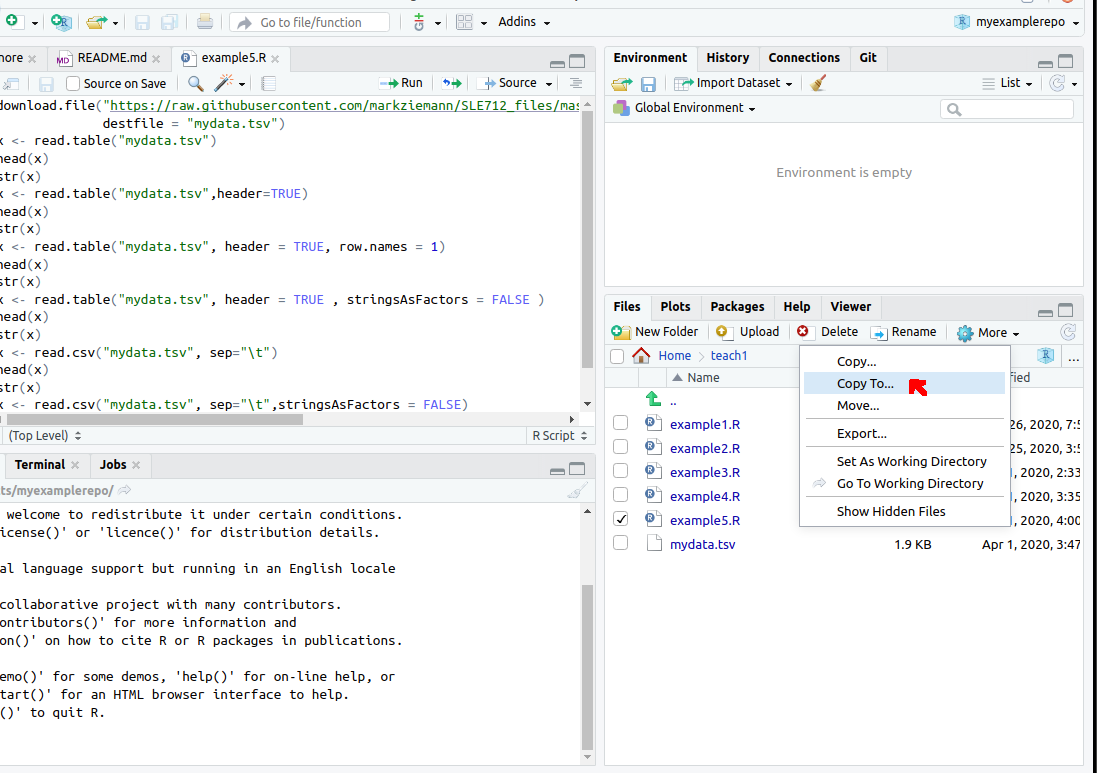 Go to file/function
Addins
myexamplerepo
README.md
example5.R
Source on Save
Run
Source
download.file("https://raw.githubusercontent.com/markziemann/SLE712_files/mas
destfile = "mydata.tsv")
x <- read.table("mydata.tsv")
head(x)
str(x)
x <- read.table("mydata.tsv",header=TRUE)
head(x)
str(x)
x <- read.table("mydata.tsv", header = TRUE, row.names = 1)
head(x)
str(x)
x <- read.table("mydata.tsv", header = TRUE , stringsAsFactors = FALSE )
head(x)
str(x)
x <- read.csv("mydata.tsv", sep="\t")
head(x)
str(x)
x <- read.csv("mydata.tsv", sep="\t",stringsAsFactors = FALSE)
(Top Level)
R Script
Terminal
Jobs
ts/myexamplerepo/
welcome to redistribute it under certain conditions.
icense()' or 'licence()' for distribution details.
al language support but running in an English locale
collaborative project with many contributors.
ontributors()' for more information and
on()' on how to cite R or R packages in publications.
emo()' for some demos, 'help()' for on-line help, or
tart()' for an HTML browser interface to help.
()' to quit R.
Environment
History
Connections
Git
Import Dataset
List
Global Environment
Environment is empty
Files
Plots
Packages
Help
Viewer
New Folder
Upload
Delete
Rename
More
Home
teach1
...
Name
fied
..
example1.R
26, 2020, 7:5
example2.R
25, 2020, 3:5
example3.R
1, 2020, 2:33
example4.R
1, 2020, 3:35
example5.R
1, 2020, 4:00
mydata.tsv
1.9 KB
Apr 1, 2020, 3:47
Copy...
Copy To...
Move...
Export...
Set As Working Directory
Go To Working Directory
Show Hidden Files